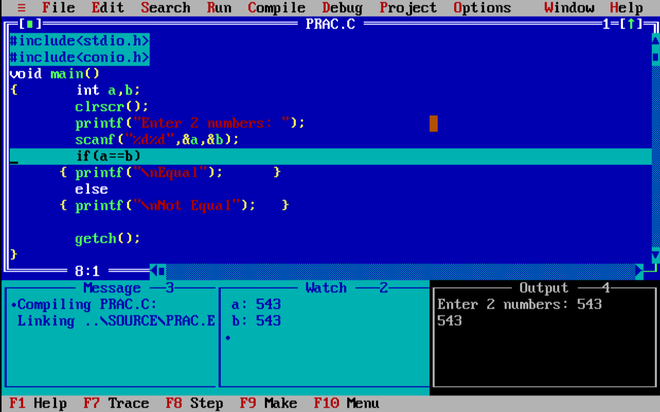 ≡ File Edit Search Run Compile Debug Project Options Window Help
[■] PRAC.C 1=[↑]
#include<stdio.h>
#include<conio.h>
void main()
{ int a,b;
clrscr();
printf("Enter 2 numbers: ");
scanf("%d%d",&a,&b);
if(a==b)
{ printf("\nEqual"); }
else
{ printf("\nNot Equal"); }
getch();
}
8:1
Message 3
•Compiling PRAC.C:
Linking ..\SOURCE\PRAC.E
Watch 2
a: 543
b: 543
Output 4
Enter 2 numbers: 543
543
F1 Help F7 Trace F8 Step F9 Make F10 Menu